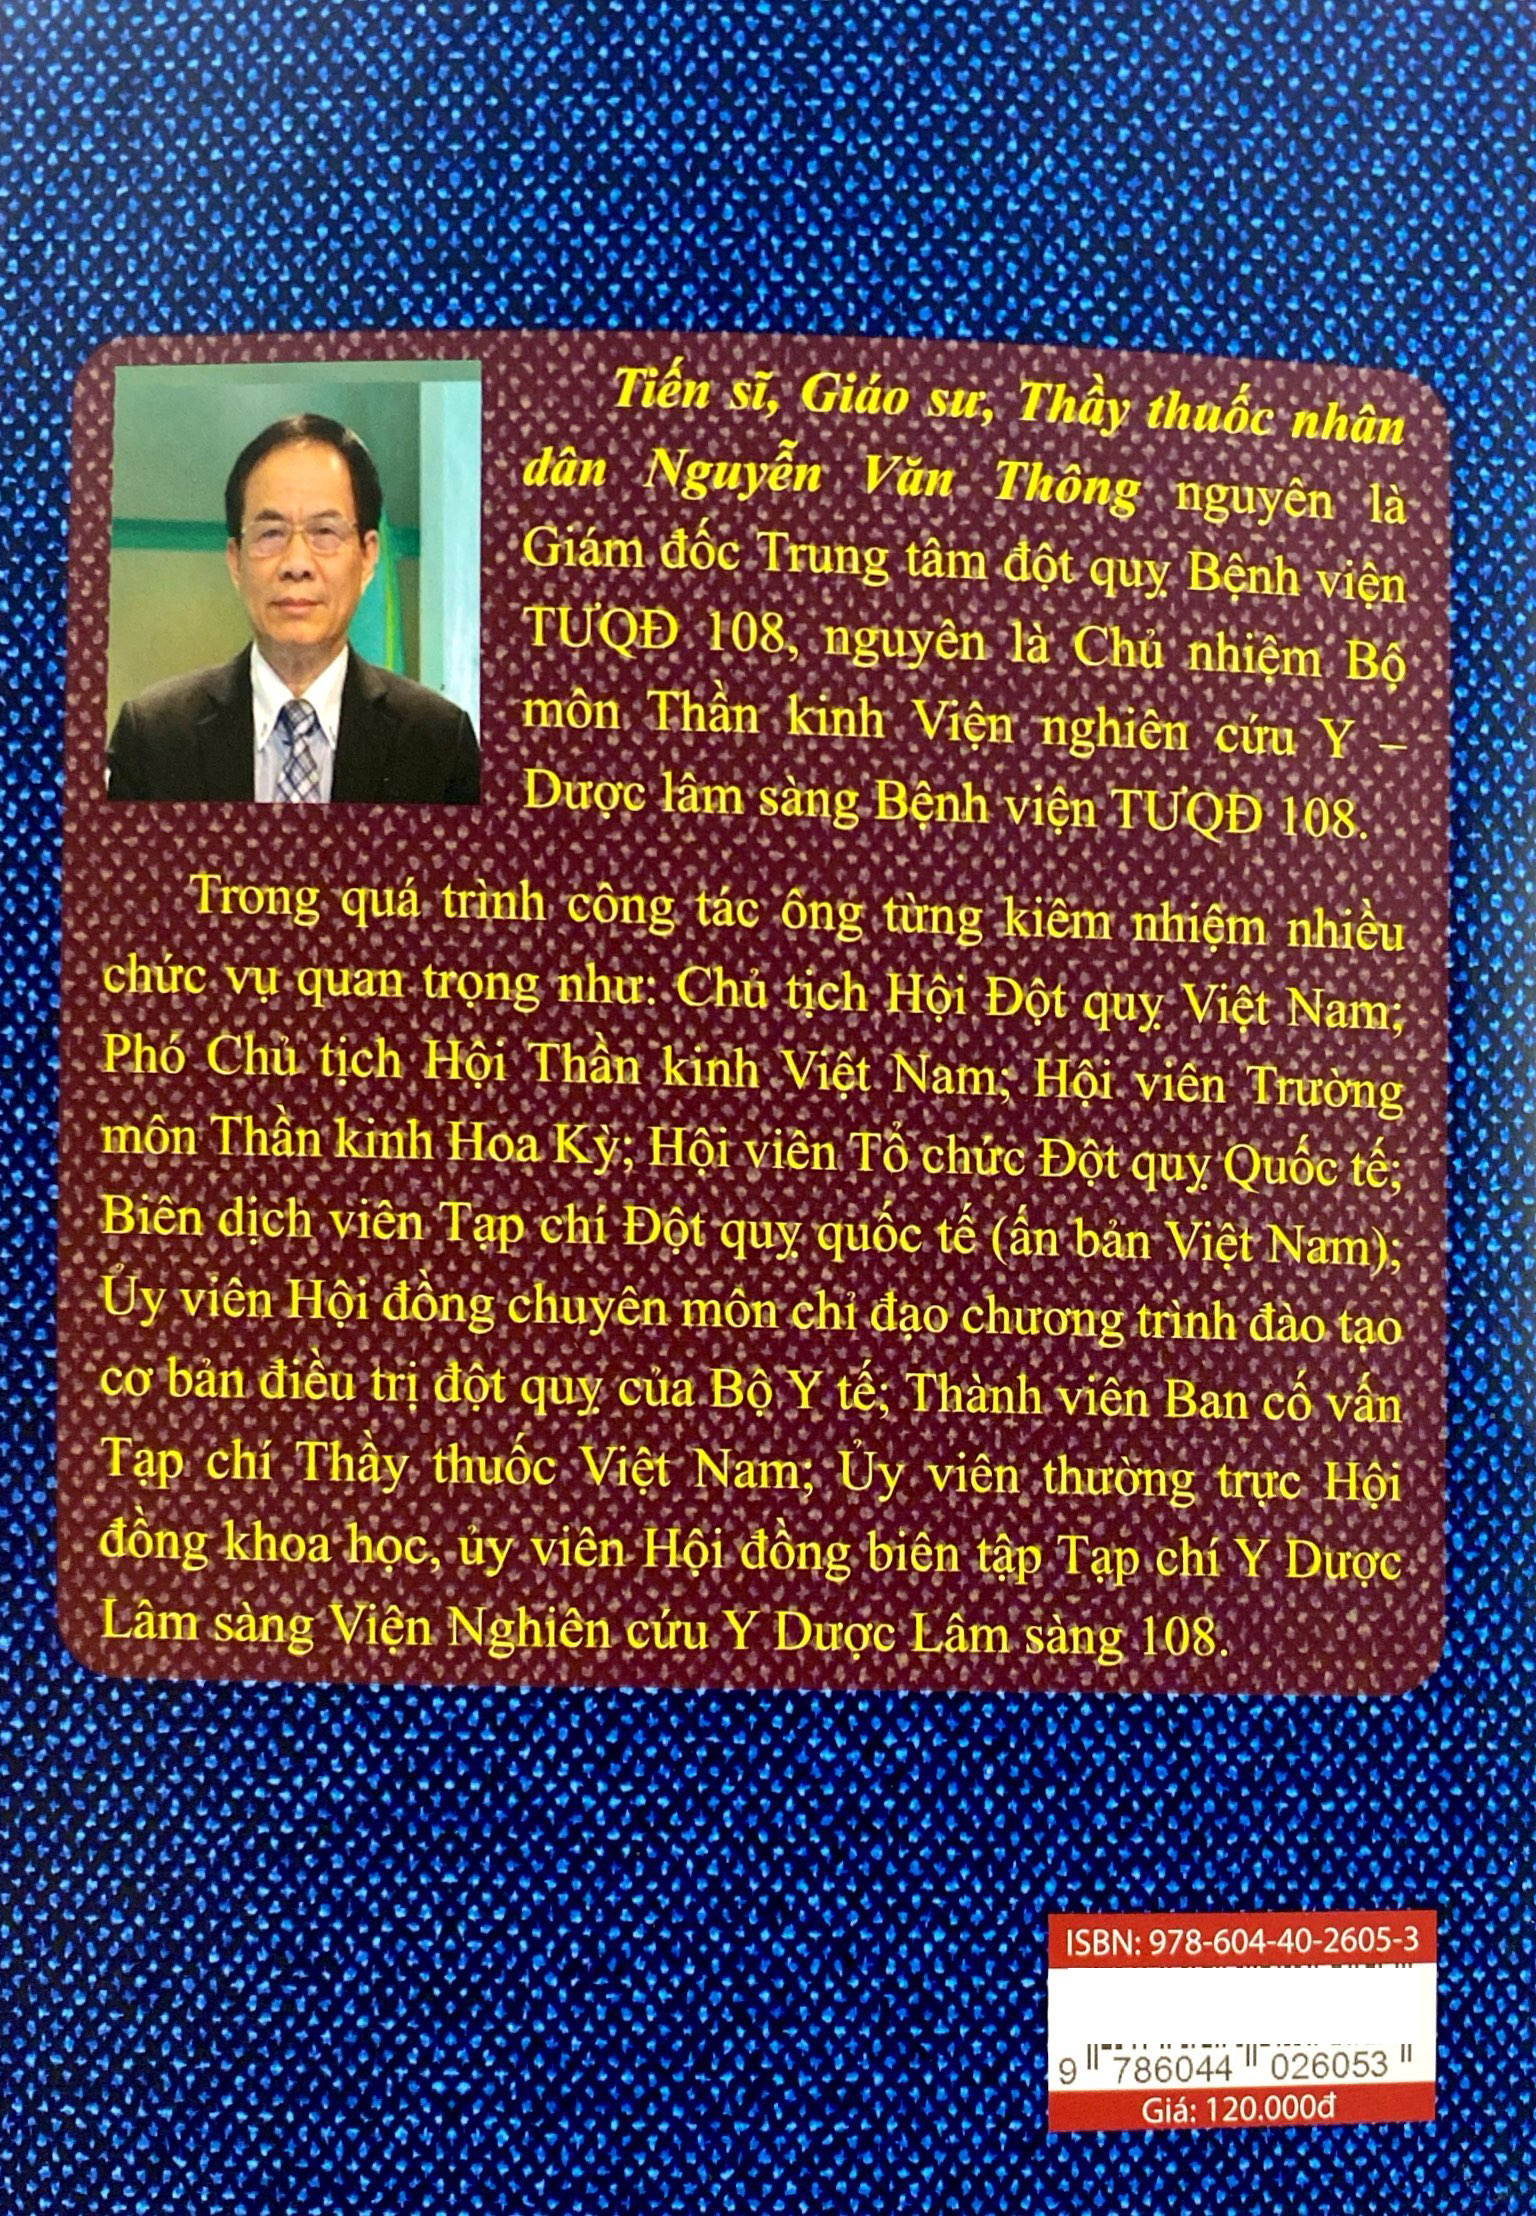 Tiến sĩ, Giáo sư, Thầy thuốc nhân
dân Nguyễn Văn Thông nguyên là
Giám đốc Trung tâm đột quỵ Bệnh viện
TƯQĐ 108, nguyên là Chủ nhiệm Bộ
môn Thần kinh Viện nghiên cứu Y –
Dược lâm sàng Bệnh viện TƯQĐ 108.
Trong quá trình công tác ông từng kiêm nhiệm nhiều
chức vụ quan trọng như: Chủ tịch Hội Đột quỵ Việt Nam;
Phó Chủ tịch Hội Thần kinh Việt Nam; Hội viên Trường
môn Thần kinh Hoa Kỳ; Hội viên Tổ chức Đột quỵ Quốc tế;
Biên dịch viên Tạp chí Đột quỵ quốc tế (ấn bản Việt Nam);
Ủy viên Hội đồng chuyên môn chỉ đạo chương trình đào tạo
cơ bản điều trị đột quỵ của Bộ Y tế; Thành viên Ban cố vấn
Tạp chí Thầy thuốc Việt Nam; Ủy viên thường trực Hội
đồng khoa học, ủy viên Hội đồng biên tập Tạp chí Y Dược
Lâm sàng Viện Nghiên cứu Y Dược Lâm sàng 108.
ISBN: 978-604-40-2605-3
9 786044 026053
Giá: 120.000đ